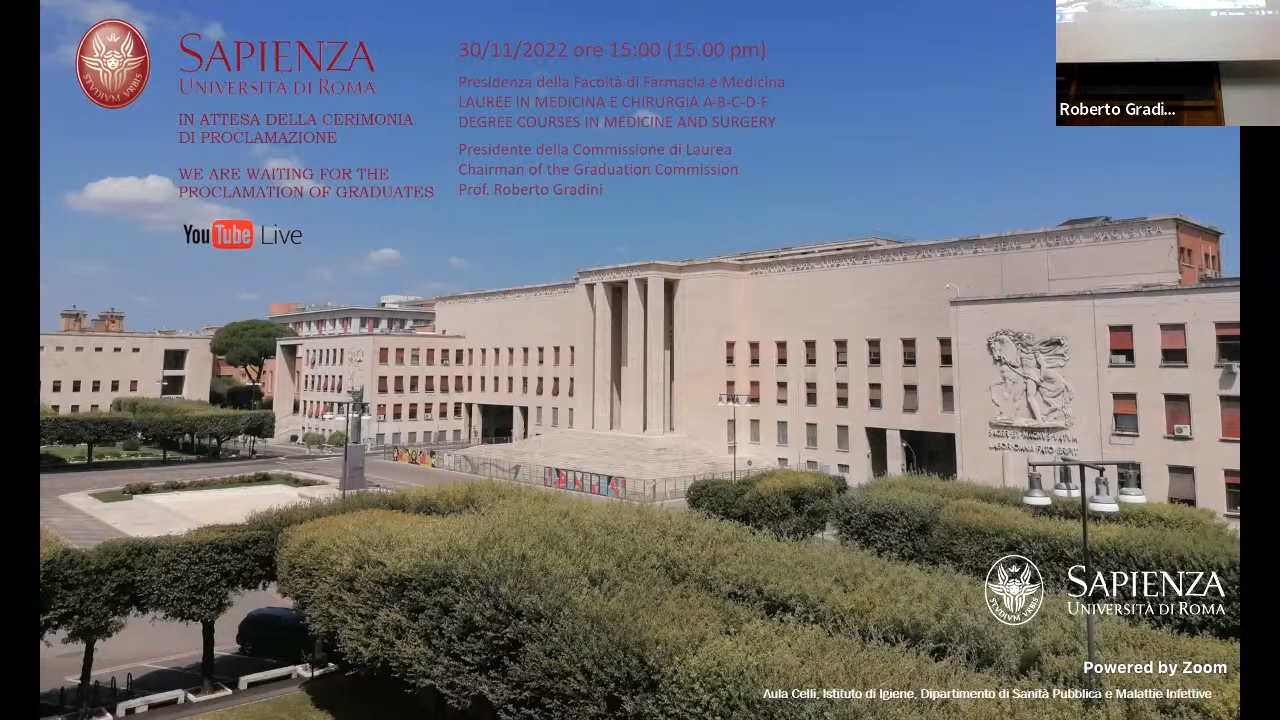 SAPIENZA
UNIVERSITÀ DI ROMA
STVDIVM VRBIS
IN ATTESA DELLA CERIMONIA
DI PROCLAMAZIONE
WE ARE WAITING FOR THE
PROCLAMATION OF GRADUATES
YouTube Live
30/11/2022 ore 15:00 (15.00 pm)
Presidenza della Facoltà di Farmacia e Medicina
LAUREE IN MEDICINA E CHIRURGIA A-B-C-D-F
DEGREE COURSES IN MEDICINE AND SURGERY
Presidente della Commissione di Laurea
Chairman of the Graduation Commission
Prof. Roberto Gradini
Roberto Gradi...
STVDIVM VRBIS
SAPIENZA
UNIVERSITÀ DI ROMA
Powered by Zoom
Aula Celli, Istituto di Igiene, Dipartimento di Sanità Pubblica e Malattie Infettive